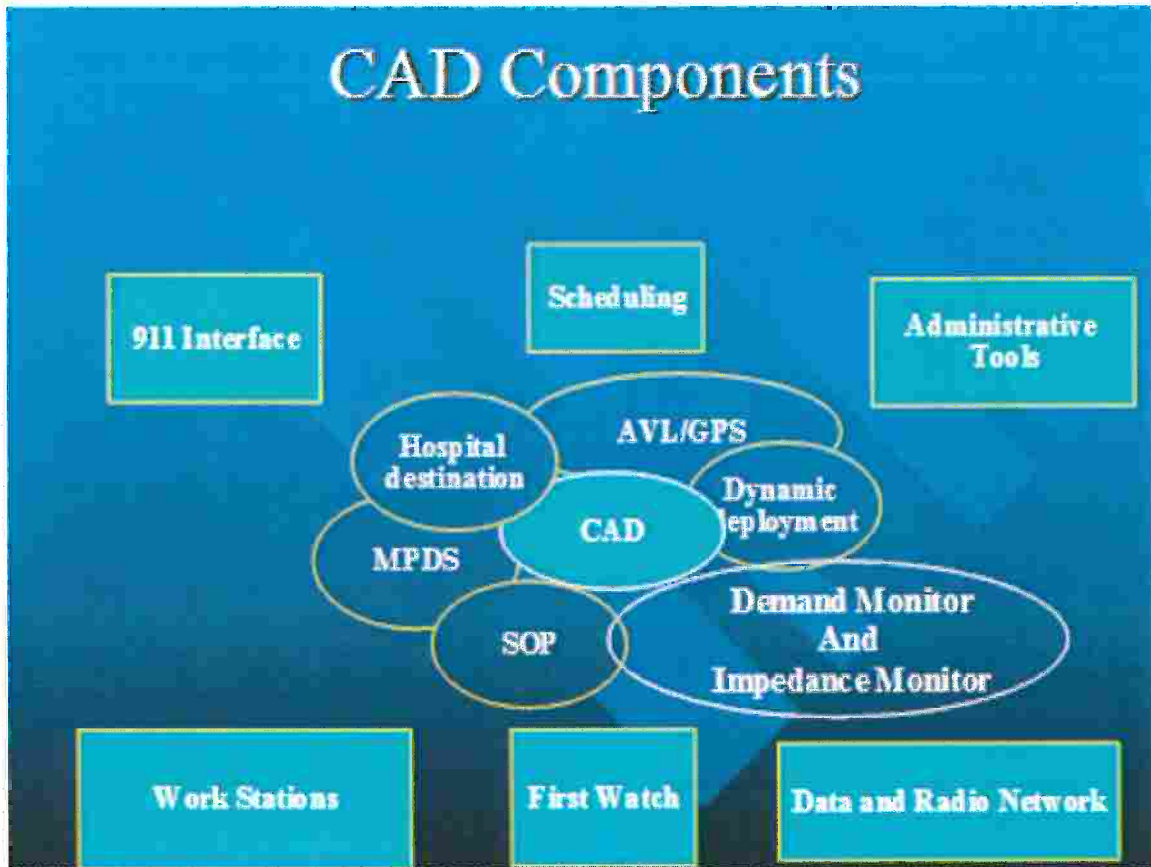 CAD Components
Scheduling
911 Interface
Administrative
Tools
AVL/GPS
Hospital
destination
Dynamic
deployment
CAD
MPDS
Demand Monitor
And
Impedance Monitor
SOP
Work Stations
First Watch
Data and Radio Network